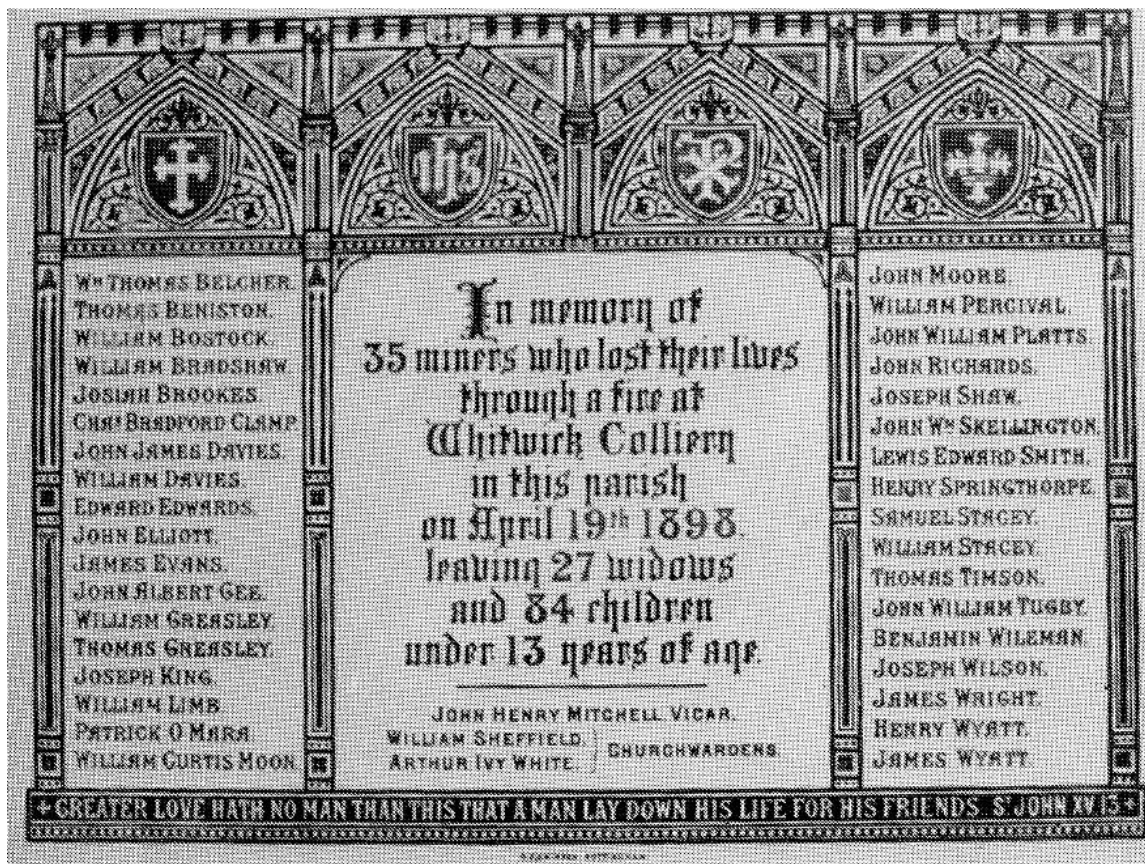 ihs
Wm THOMAS BELCHER.
THOMAS BENISTON.
WILLIAM BOSTOCK.
WILLIAM BRADSHAW
JOSIAH BROOKES
CHAs BRADFORD CLAMP.
JOHN JAMES DAVIES.
WILLIAM DAVIES.
EDWARD EDWARDS.
JOHN ELLIOTT.
JAMES EVANS.
JOHN ALBERT GEE.
WILLIAM GREASLEY.
THOMAS GREASLEY.
JOSEPH KING.
WILLIAM LIMB
PATRICK O MARA.
WILLIAM CURTIS MOON.
In memory of
35 miners who lost their lives
through a fire at
Whitwick Colliery
in this parish
on April 19th 1898.
leaving 27 widows
and 84 children
under 13 years of age.
JOHN HENRY MITCHELL VICAR.
WILLIAM SHEFFIELD.
ARTHUR IVY WHITE.
CHURCHWARDENS.
JOHN MOORE.
WILLIAM PERCIVAL.
JOHN WILLIAM PLATTS.
JOHN RICHARDS.
JOSEPH SHAW.
JOHN Wm SKELLINGTON.
LEWIS EDWARD SMITH.
HENRY SPRINGTHORPE.
SAMUEL STACEY.
WILLIAM STACEY.
THOMAS TIMSON.
JOHN WILLIAM TUGBY.
BENJAMIN WILEMAN.
JOSEPH WILSON.
JAMES WRIGHT.
HENRY WYATT.
JAMES WYATT.
+ GREATER LOVE HATH NO MAN THAN THIS THAT A MAN LAY DOWN HIS LIFE FOR HIS FRIENDS. St JOHN XV. 13 +